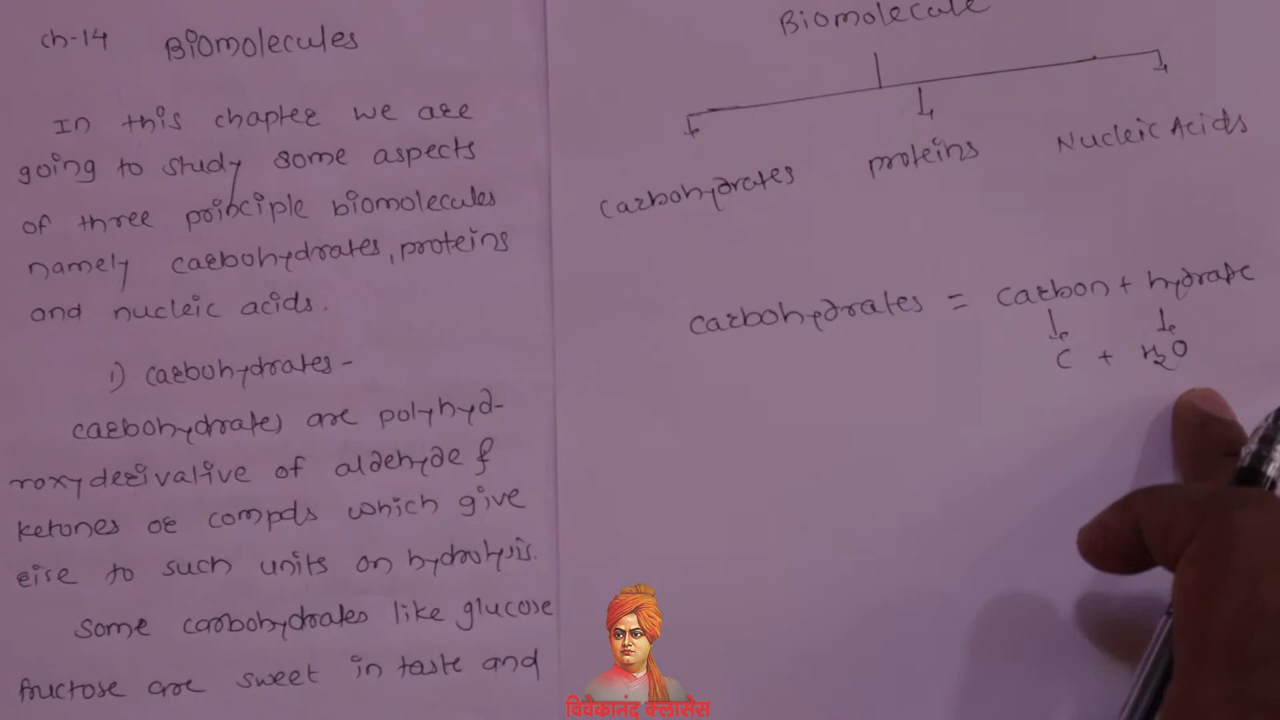 ch-14 Biomolecules
In this chapter we are
going to study some aspects
of three principle biomolecules
namely carbohydrates, proteins
and nucleic acids.
1) carbohydrates -
carbohydrates are polyhyd-
roxy derivative of aldehyde &
ketones or compds which give
rise to such units on hydrolysis.
Some carbohydrates like glucose
fructose are sweet in taste and
Biomolecule
carbohydrates proteins Nucleic Acids
carbohydrates = carbon + hydrate
C + H2O
विवेकानंद क्लासेस